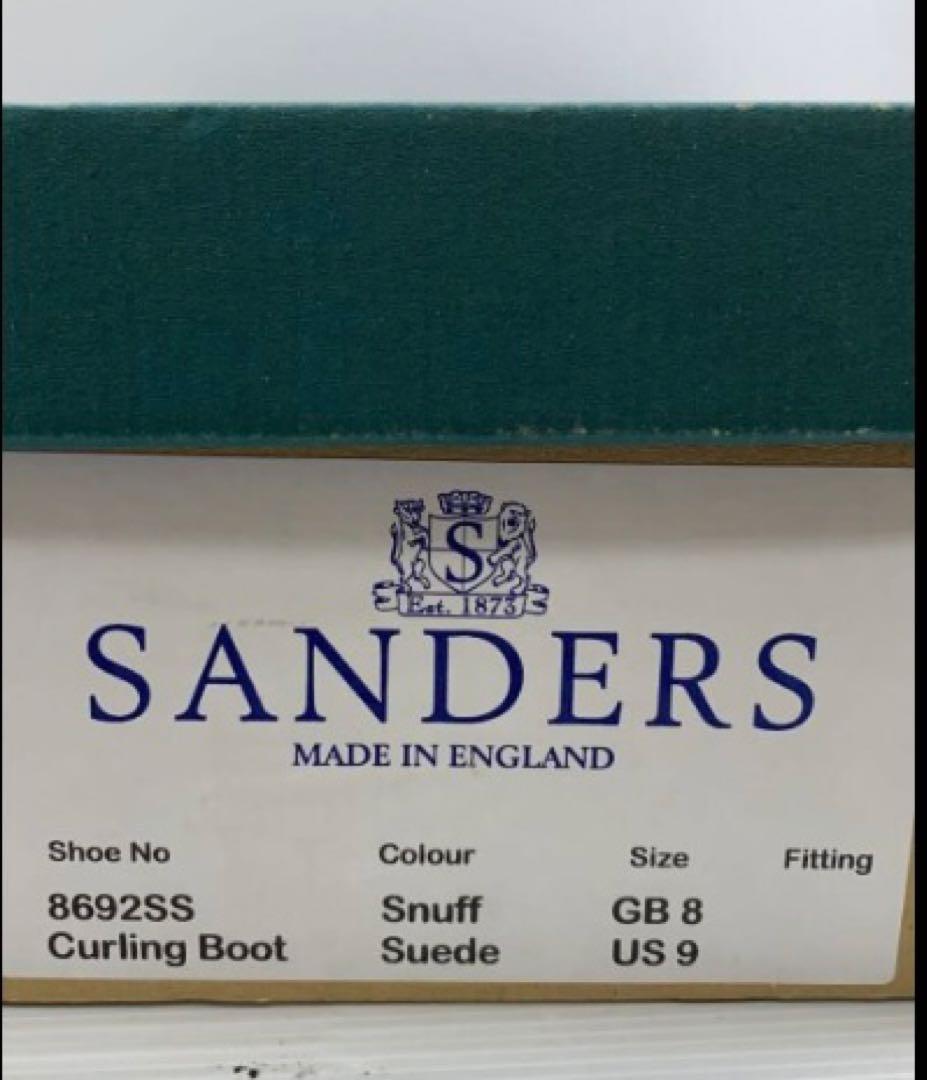 S
Est. 1873
SANDERS
MADE IN ENGLAND
Shoe No Colour Size Fitting
8692SS Snuff GB 8
Curling Boot Suede US 9